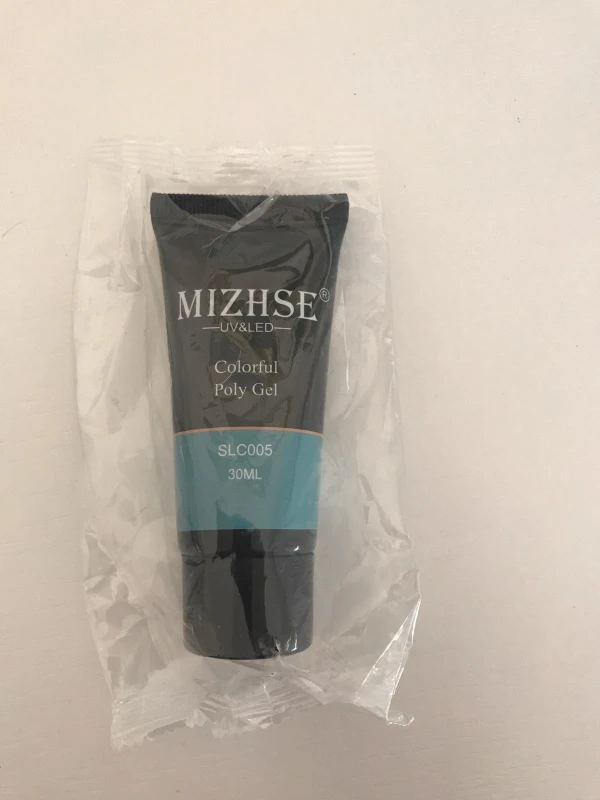 MIZHSE®
UV&LED
Colorful
Poly Gel
SLC005
30ML